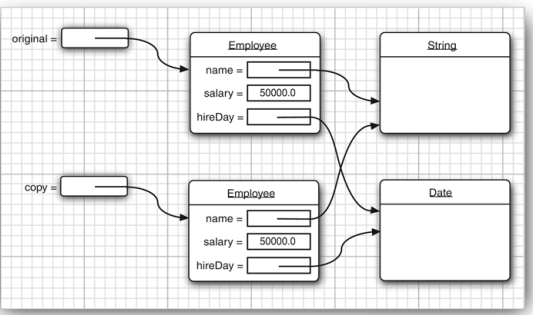 original =
Employee
name =
salary = 50000.0
hireDay =
String
copy =
Employee
name =
salary = 50000.0
hireDay =
Date